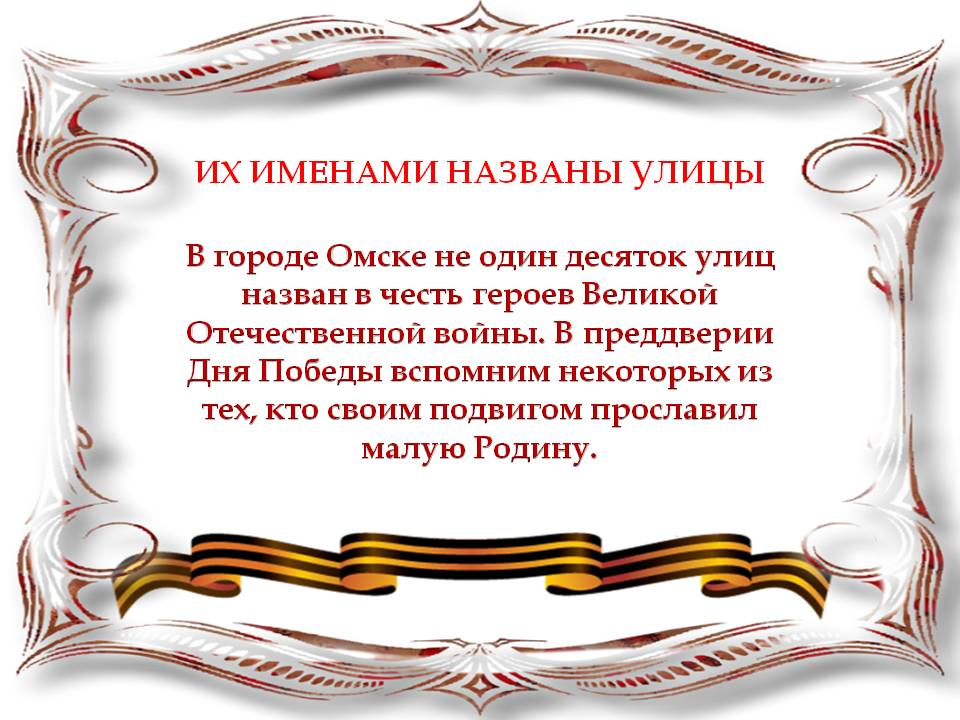 ИХ ИМЕНАМИ НАЗВАНЫ УЛИЦЫ
В городе Омске не один десяток улиц
назван в честь героев Великой
Отечественной войны. В преддверии
Дня Победы вспомним некоторых из
тех, кто своим подвигом прославил
малую Родину.